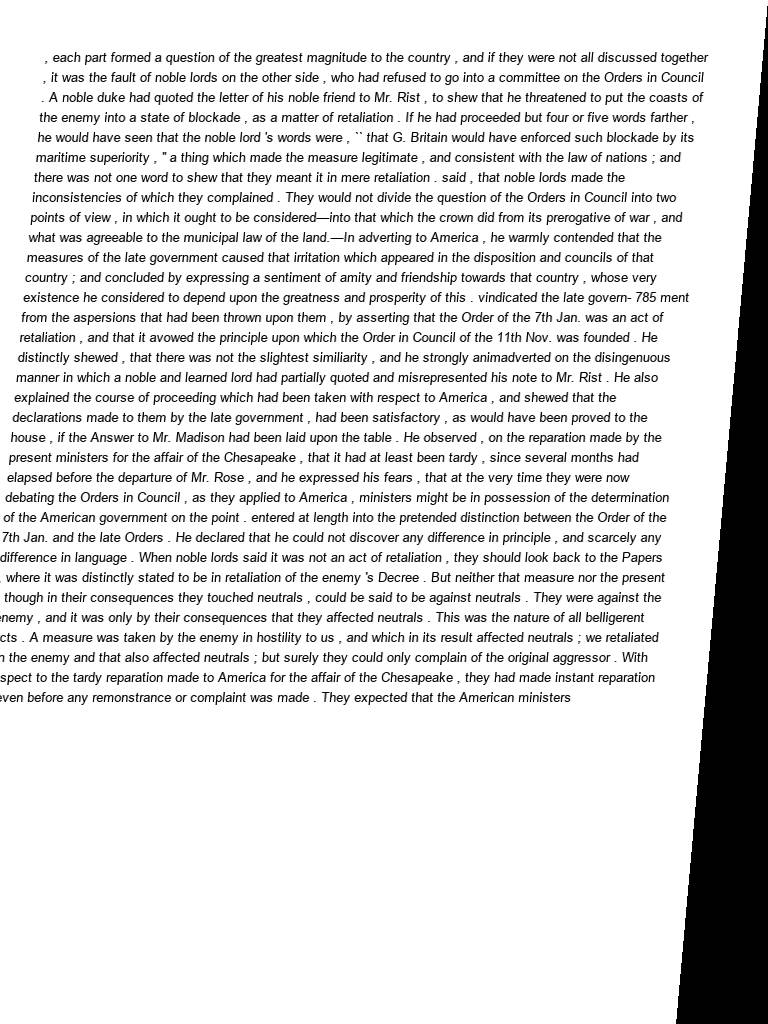 , each part formed a question of the greatest magnitude to the country , and if they were not all discussed together
, it was the fault of noble lords on the other side , who had refused to go into a committee on the Orders in Council
. A noble duke had quoted the letter of his noble friend to Mr. Rist , to shew that he threatened to put the coasts of
the enemy into a state of blockade , as a matter of retaliation . If he had proceeded but four or five words farther ,
he would have seen that the noble lord 's words were , `` that G. Britain would have enforced such blockade by its
maritime superiority , " a thing which made the measure legitimate , and consistent with the law of nations ; and
there was not one word to shew that they meant it in mere retaliation . said , that noble lords made the
inconsistencies of which they complained . They would not divide the question of the Orders in Council into two
points of view , in which it ought to be considered—into that which the crown did from its prerogative of war , and
what was agreeable to the municipal law of the land.—In adverting to America , he warmly contended that the
measures of the late government caused that irritation which appeared in the disposition and councils of that
country ; and concluded by expressing a sentiment of amity and friendship towards that country , whose very
existence he considered to depend upon the greatness and prosperity of this . vindicated the late govern- 785 ment
from the aspersions that had been thrown upon them , by asserting that the Order of the 7th Jan. was an act of
retaliation , and that it avowed the principle upon which the Order in Council of the 11th Nov. was founded . He
distinctly shewed , that there was not the slightest similiarity , and he strongly animadverted on the disingenuous
manner in which a noble and learned lord had partially quoted and misrepresented his note to Mr. Rist . He also
explained the course of proceeding which had been taken with respect to America , and shewed that the
declarations made to them by the late government , had been satisfactory , as would have been proved to the
house , if the Answer to Mr. Madison had been laid upon the table . He observed , on the reparation made by the
present ministers for the affair of the Chesapeake , that it had at least been tardy , since several months had
elapsed before the departure of Mr. Rose , and he expressed his fears , that at the very time they were now
debating the Orders in Council , as they applied to America , ministers might be in possession of the determination
of the American government on the point . entered at length into the pretended distinction between the Order of the
7th Jan. and the late Orders . He declared that he could not discover any difference in principle , and scarcely any
difference in language . When noble lords said it was not an act of retaliation , they should look back to the Papers
, where it was distinctly stated to be in retaliation of the enemy 's Decree . But neither that measure nor the present
though in their consequences they touched neutrals , could be said to be against neutrals . They were against the
enemy , and it was only by their consequences that they affected neutrals . This was the nature of all belligerent
. A measure was taken by the enemy in hostility to us , and which in its result affected neutrals ; we retaliated
the enemy and that also affected neutrals ; but surely they could only complain of the original aggressor . With
to the tardy reparation made to America for the affair of the Chesapeake , they had made instant reparation
even before any remonstrance or complaint was made . They expected that the American ministers